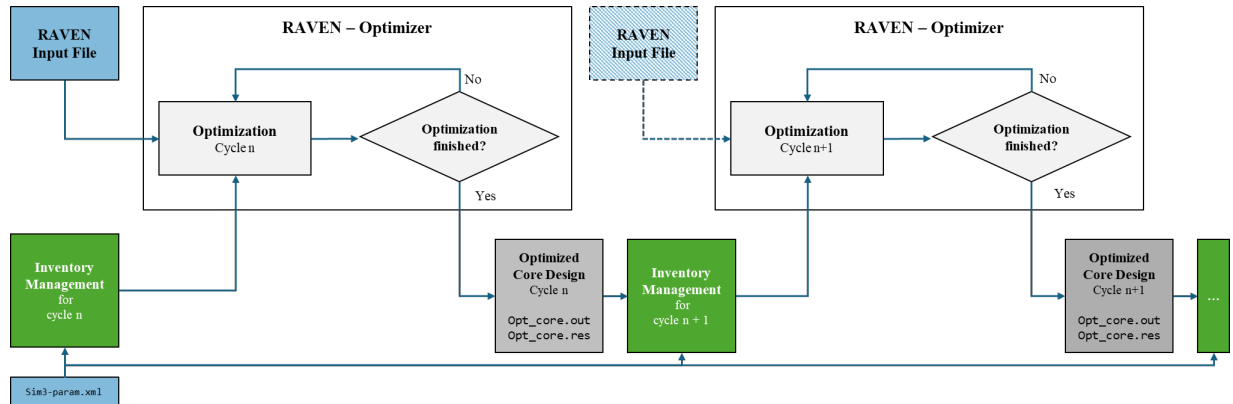 RAVEN
Input File
RAVEN – Optimizer
No
Optimization
Cycle n
Optimization
finished?
Yes
Inventory
Management
for
cycle n
Optimized
Core Design
Cycle n
Opt_core.out
Opt_core.res
Sim3-param.xml
RAVEN
Input File
RAVEN – Optimizer
No
Optimization
Cycle n+1
Optimization
finished?
Yes
Inventory
Management
for
cycle n + 1
Optimized
Core Design
Cycle n+1
Opt_core.out
Opt_core.res
...